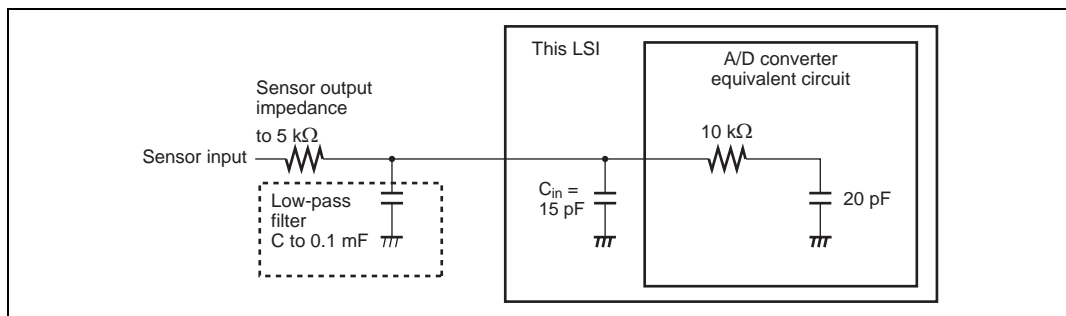 This LSI
A/D converter
equivalent circuit
Sensor output
impedance
to 5 kΩ
10 kΩ
Sensor input
Low-pass
filter
C to 0.1 mF
Cin =
15 pF
20 pF